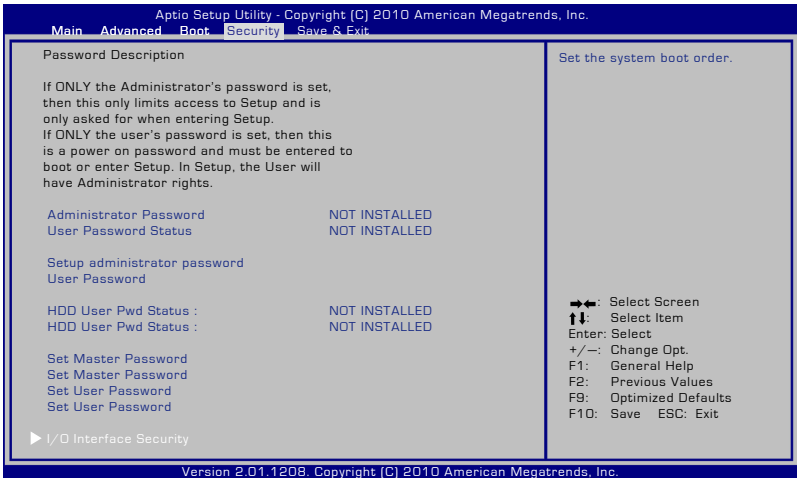 Aptio Setup Utility - Copyright (C) 2010 American Megatrends, Inc.
Main Advanced Boot Security Save & Exit
Password Description
If ONLY the Administrator's password is set,
then this only limits access to Setup and is
only asked for when entering Setup.
If ONLY the user's password is set, then this
is a power on password and must be entered to
boot or enter Setup. In Setup, the User will
have Administrator rights.
Administrator Password NOT INSTALLED
User Password Status NOT INSTALLED
Setup administrator password
User Password
HDD User Pwd Status : NOT INSTALLED
HDD User Pwd Status : NOT INSTALLED
Set Master Password
Set Master Password
Set User Password
Set User Password
▶ I/O Interface Security
Set the system boot order.
➡⬅: Select Screen
⬆⬇: Select Item
Enter: Select
+/—: Change Opt.
F1: General Help
F2: Previous Values
F9: Optimized Defaults
F10: Save ESC: Exit
Version 2.01.1208. Copyright (C) 2010 American Megatrends, Inc.